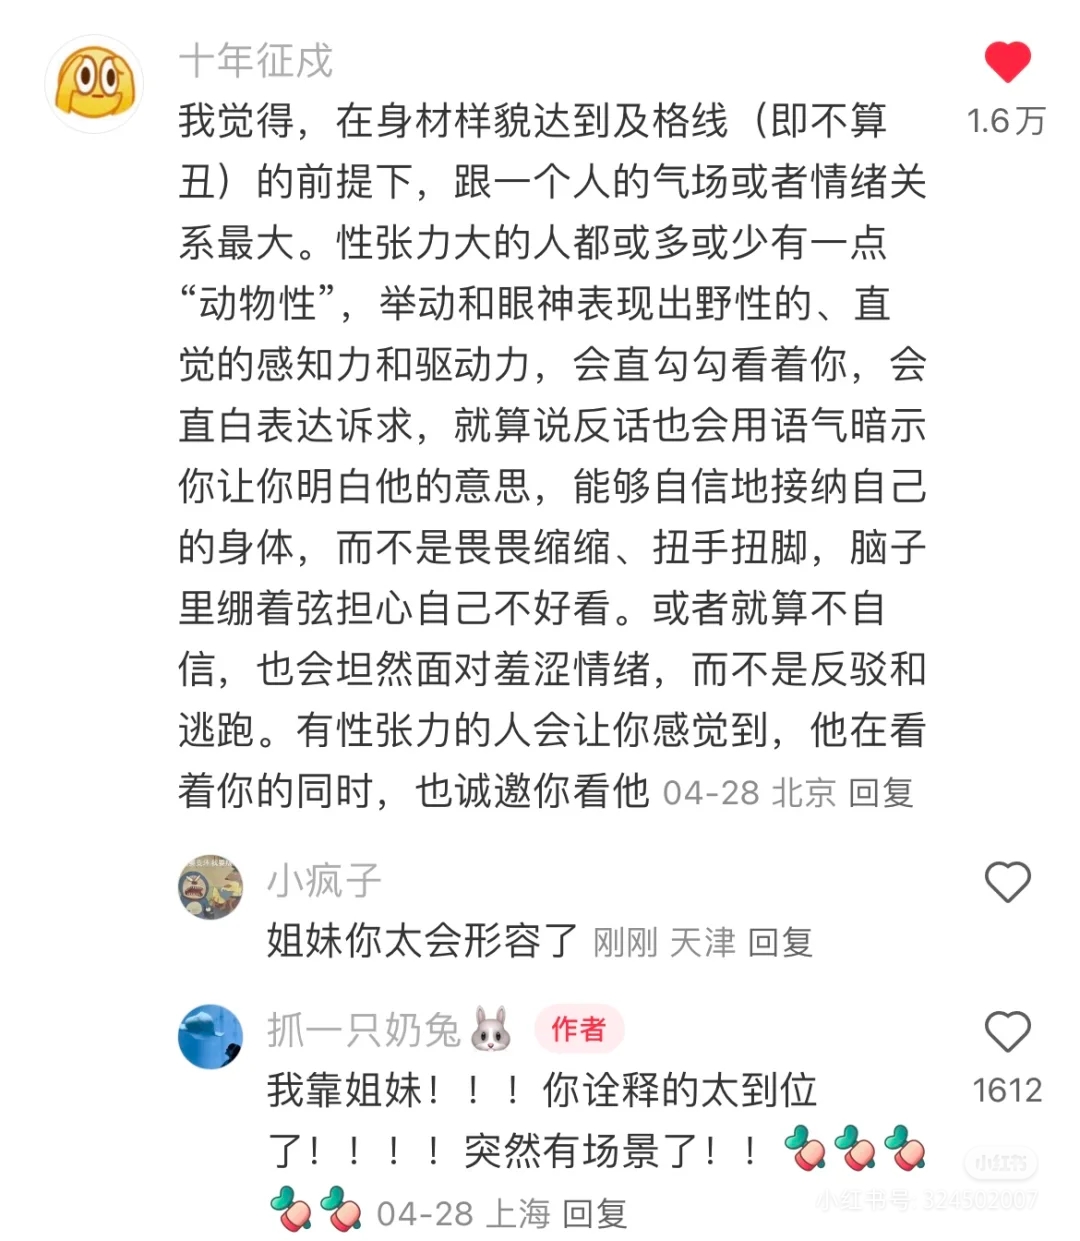 十年征戍
我觉得，在身材样貌达到及格线（即不算
1.6万
丑）的前提下，跟一个人的气场或者情绪关
系最大。性张力大的人都或多或少有一点
“动物性”，举动和眼神表现出野性的、直
觉的感知力和驱动力，会直勾勾看着你，会
直白表达诉求，就算说反话也会用语气暗示
你让你明白他的意思，能够自信地接纳自己
的身体，而不是畏畏缩缩、扭手扭脚，脑子
里绷着弦担心自己不好看。或者就算不自
信，也会坦然面对羞涩情绪，而不是反驳和
逃跑。有性张力的人会让你感觉到，他在看
着你的同时，也诚邀你看他 04-28 北京 回复
小疯子
姐妹你太会形容了 刚刚 天津 回复
抓一只奶兔🐰 作者
我靠姐妹！！！你诠释的太到位
1612
了！！！！突然有场景了！！
04-28 上海 回复
小红书
小红书号: 324502007